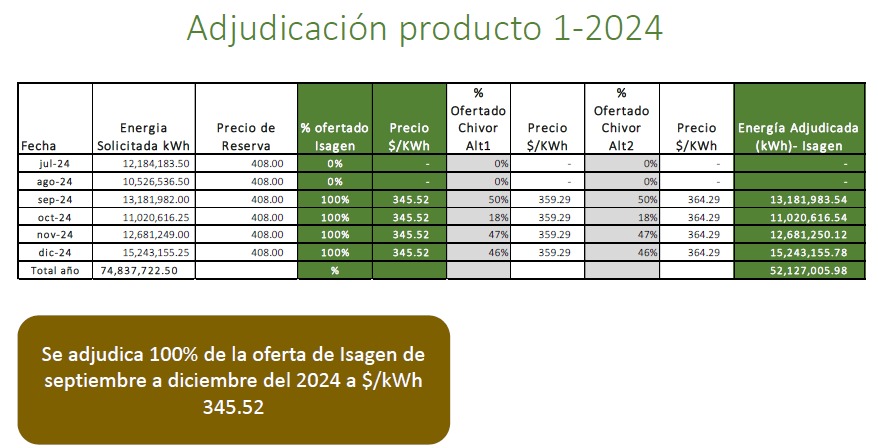 Adjudicación producto 1-2024
Fecha | Energia Solicitada kWh | Precio de Reserva | % ofertado Isagen | Precio $/KWh | % Ofertado Chivor Alt1 | Precio $/KWh | % Ofertado Chivor Alt2 | Precio $/KWh | Energía Adjudicada (kWh)- Isagen
jul-24 | 12,184,183.50 | 408.00 | 0% | - | 0% | - | 0% | - | -
ago-24 | 10,526,536.50 | 408.00 | 0% | - | 0% | - | 0% | - | -
sep-24 | 13,181,982.00 | 408.00 | 100% | 345.52 | 50% | 359.29 | 50% | 364.29 | 13,181,983.54
oct-24 | 11,020,616.25 | 408.00 | 100% | 345.52 | 18% | 359.29 | 18% | 364.29 | 11,020,616.54
nov-24 | 12,681,249.00 | 408.00 | 100% | 345.52 | 47% | 359.29 | 47% | 364.29 | 12,681,250.12
dic-24 | 15,243,155.25 | 408.00 | 100% | 345.52 | 46% | 359.29 | 46% | 364.29 | 15,243,155.78
Total año | 74,837,722.50 | % | 52,127,005.98
Se adjudica 100% de la oferta de Isagen de
septiembre a diciembre del 2024 a $/kWh
345.52